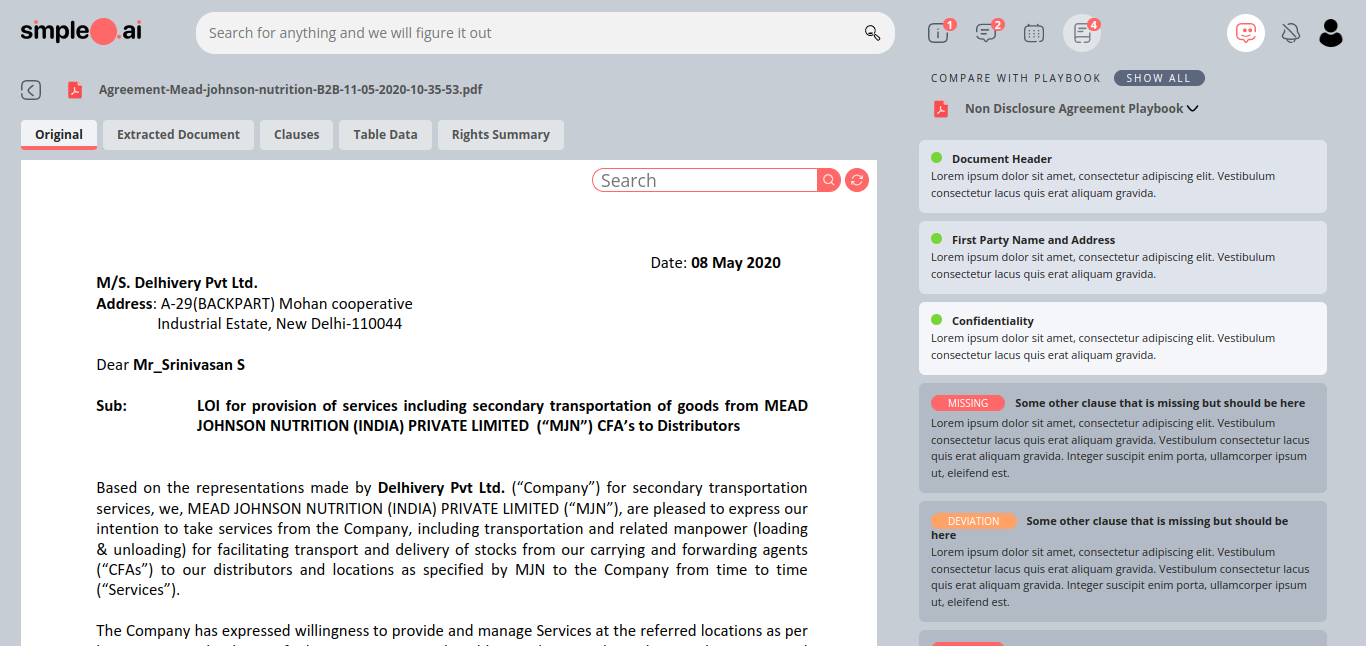 simple.ai
Search for anything and we will figure it out
1
2
4
Agreement-Mead-johnson-nutrition-B2B-11-05-2020-10-35-53.pdf
Original
Extracted Document
Clauses
Table Data
Rights Summary
Search
Date: 08 May 2020
M/S. Delhivery Pvt Ltd.
Address: A-29(BACKPART) Mohan cooperative
Industrial Estate, New Delhi-110044
Dear Mr_Srinivasan S
Sub: LOI for provision of services including secondary transportation of goods from MEAD
JOHNSON NUTRITION (INDIA) PRIVATE LIMITED (“MJN”) CFA’s to Distributors
Based on the representations made by Delhivery Pvt Ltd. (“Company”) for secondary transportation
services, we, MEAD JOHNSON NUTRITION (INDIA) PRIVATE LIMITED (“MJN”), are pleased to express our
intention to take services from the Company, including transportation and related manpower (loading
& unloading) for facilitating transport and delivery of stocks from our carrying and forwarding agents
(“CFAs”) to our distributors and locations as specified by MJN to the Company from time to time
(“Services”).
The Company has expressed willingness to provide and manage Services at the referred locations as per
COMPARE WITH PLAYBOOK
SHOW ALL
Non Disclosure Agreement Playbook
Document Header
Lorem ipsum dolor sit amet, consectetur adipiscing elit. Vestibulum
consectetur lacus quis erat aliquam gravida.
First Party Name and Address
Lorem ipsum dolor sit amet, consectetur adipiscing elit. Vestibulum
consectetur lacus quis erat aliquam gravida.
Confidentiality
Lorem ipsum dolor sit amet, consectetur adipiscing elit. Vestibulum
consectetur lacus quis erat aliquam gravida.
MISSING Some other clause that is missing but should be here
Lorem ipsum dolor sit amet, consectetur adipiscing elit. Vestibulum
consectetur lacus quis erat aliquam gravida. Vestibulum consectetur lacus
quis erat aliquam gravida. Integer suscipit enim porta, ullamcorper ipsum
ut, eleifend est.
DEVIATION Some other clause that is missing but should be
here
Lorem ipsum dolor sit amet, consectetur adipiscing elit. Vestibulum
consectetur lacus quis erat aliquam gravida. Vestibulum consectetur lacus
quis erat aliquam gravida. Integer suscipit enim porta, ullamcorper ipsum
ut, eleifend est.